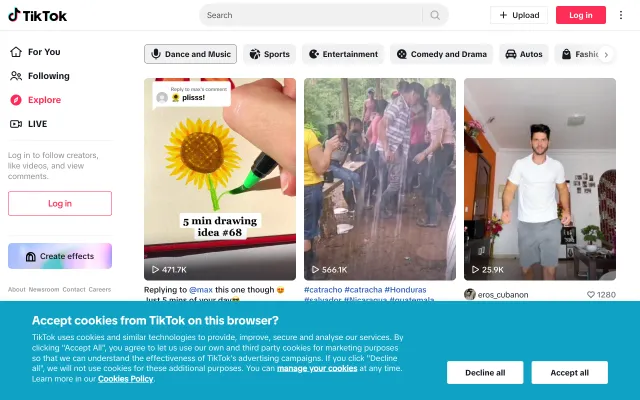 TikTok
Search
+ Upload
Log in
For You
Following
Explore
LIVE
Log in to follow creators,
like videos, and view
comments.
Log in
Create effects
About Newsroom Contact Careers
Dance and Music
Sports
Entertainment
Comedy and Drama
Autos
Fashic
Reply to max's comment
plisss!
5 min drawing
idea #68
471.7K
Replying to @max this one though
Just 5 mins of your day
566.1K
#catracho #catracha #Honduras
#salvador #Nicaragua #guatemala
25.9K
eros_cubanon
1280
Accept cookies from TikTok on this browser?
TikTok uses cookies and similar technologies to provide, improve, secure and analyse our services. By
clicking "Accept All", you agree to let us use our own and third party cookies for marketing purposes
so that we can understand the effectiveness of TikTok's advertising campaigns. If you click "Decline
all", we will not use cookies for these additional purposes. You can manage your cookies at any time.
Learn more in our Cookies Policy.
Decline all
Accept all